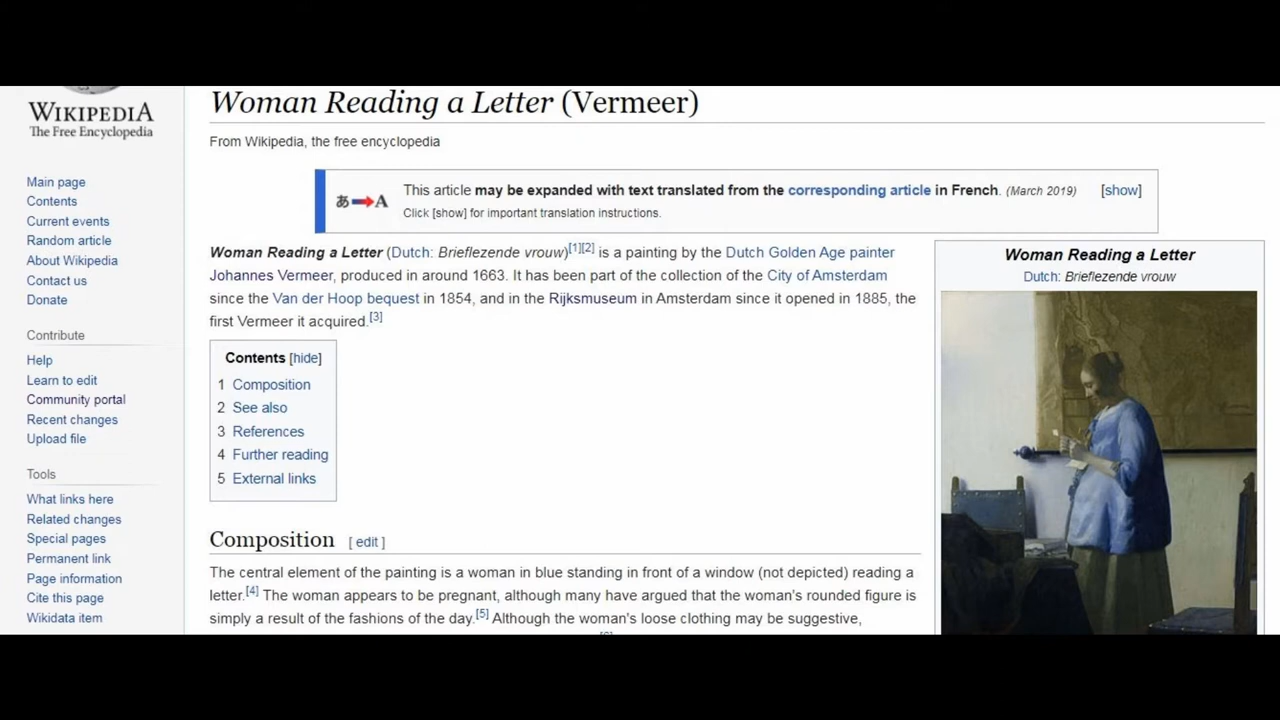 WIKIPEDIA
The Free Encyclopedia
Main page
Contents
Current events
Random article
About Wikipedia
Contact us
Donate
Contribute
Help
Learn to edit
Community portal
Recent changes
Upload file
Tools
What links here
Related changes
Special pages
Permanent link
Page information
Cite this page
Wikidata item
Woman Reading a Letter (Vermeer)
From Wikipedia, the free encyclopedia
あ A
This article may be expanded with text translated from the corresponding article in French. (March 2019) [show]
Click [show] for important translation instructions.
Woman Reading a Letter (Dutch: Brieflezende vrouw)[1][2] is a painting by the Dutch Golden Age painter
Johannes Vermeer, produced in around 1663. It has been part of the collection of the City of Amsterdam
since the Van der Hoop bequest in 1854, and in the Rijksmuseum in Amsterdam since it opened in 1885, the
first Vermeer it acquired.[3]
Contents [hide]
1 Composition
2 See also
3 References
4 Further reading
5 External links
Composition [ edit ]
The central element of the painting is a woman in blue standing in front of a window (not depicted) reading a
letter.[4] The woman appears to be pregnant, although many have argued that the woman's rounded figure is
simply a result of the fashions of the day.[5] Although the woman's loose clothing may be suggestive,
Woman Reading a Letter
Dutch: Brieflezende vrouw